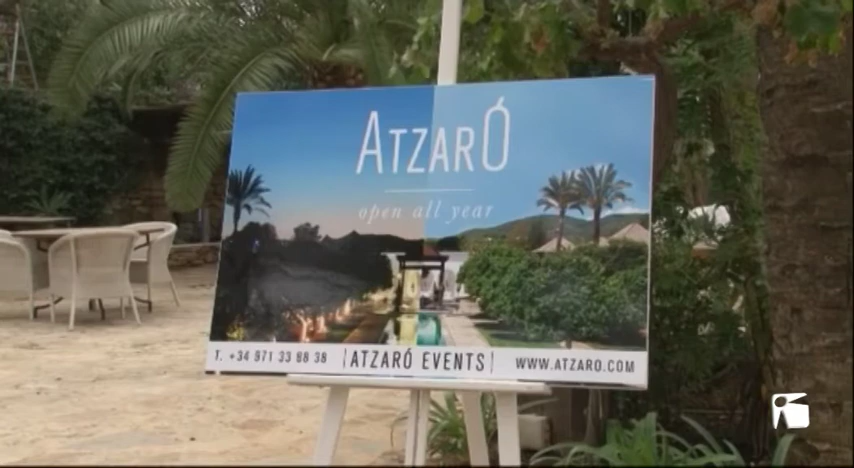 ATZARÓ
open all year
T. +34 971 33 88 38 | ATZARÓ EVENTS | WWW.ATZARO.COM